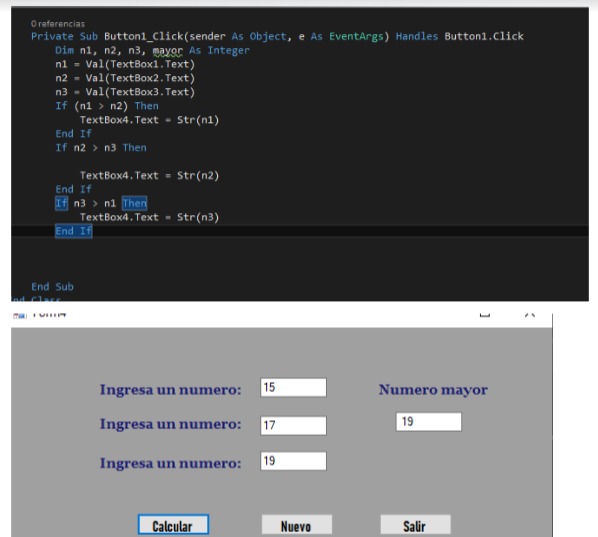 0 referencias
Private Sub Button1_Click(sender As Object, e As EventArgs) Handles Button1.Click
Dim n1, n2, n3, mayor As Integer
n1 = Val(TextBox1.Text)
n2 = Val(TextBox2.Text)
n3 = Val(TextBox3.Text)
If (n1 > n2) Then
TextBox4.Text = Str(n1)
End If
If n2 > n3 Then
TextBox4.Text = Str(n2)
End If
If n3 > n1 Then
TextBox4.Text = Str(n3)
End If
End Sub
nd Class
Form4
Ingresa un numero: 15 Numero mayor
Ingresa un numero: 17 19
Ingresa un numero: 19
Calcular Nuevo Salir